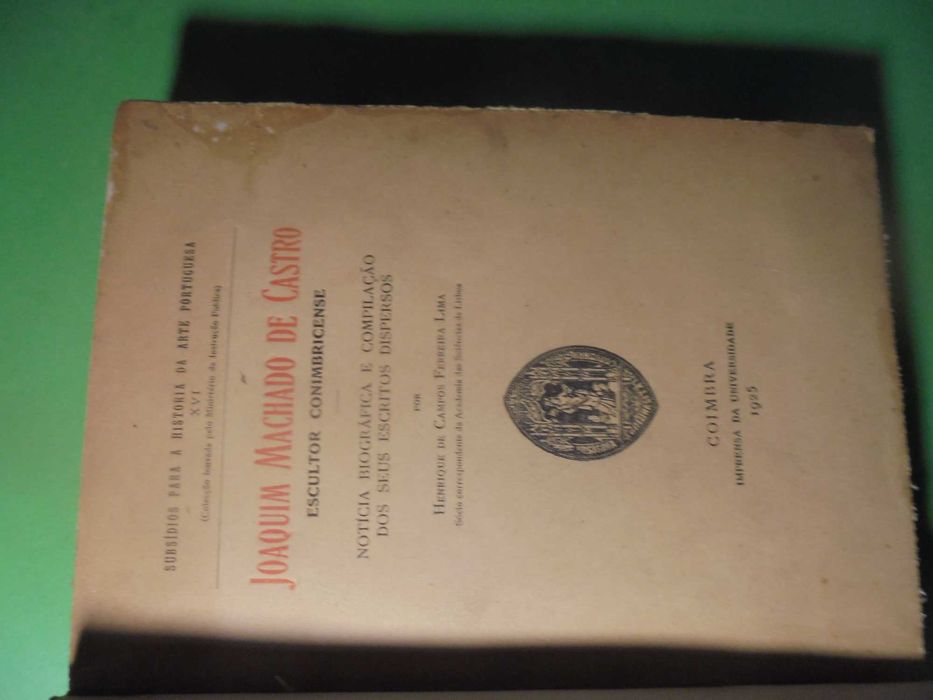 SUBSÍDIOS PARA A HISTORIA DA ARTE PORTUGUESA
XVI
(Colecção louvada pelo Ministério da Instrução Pública)
JOAQUIM MACHADO DE CASTRO
ESCULTOR CONIMBRICENSE
NOTÍCIA BIOGRÁFICA E COMPILAÇÃO
DOS SEUS ESCRITOS DISPERSOS
POR
HENRIQUE DE CAMPOS FERREIRA LIMA
Sócio correspondente da Academia das Sciências de Lisboa
COIMBRA
IMPRENSA DA UNIVERSIDADE
1925